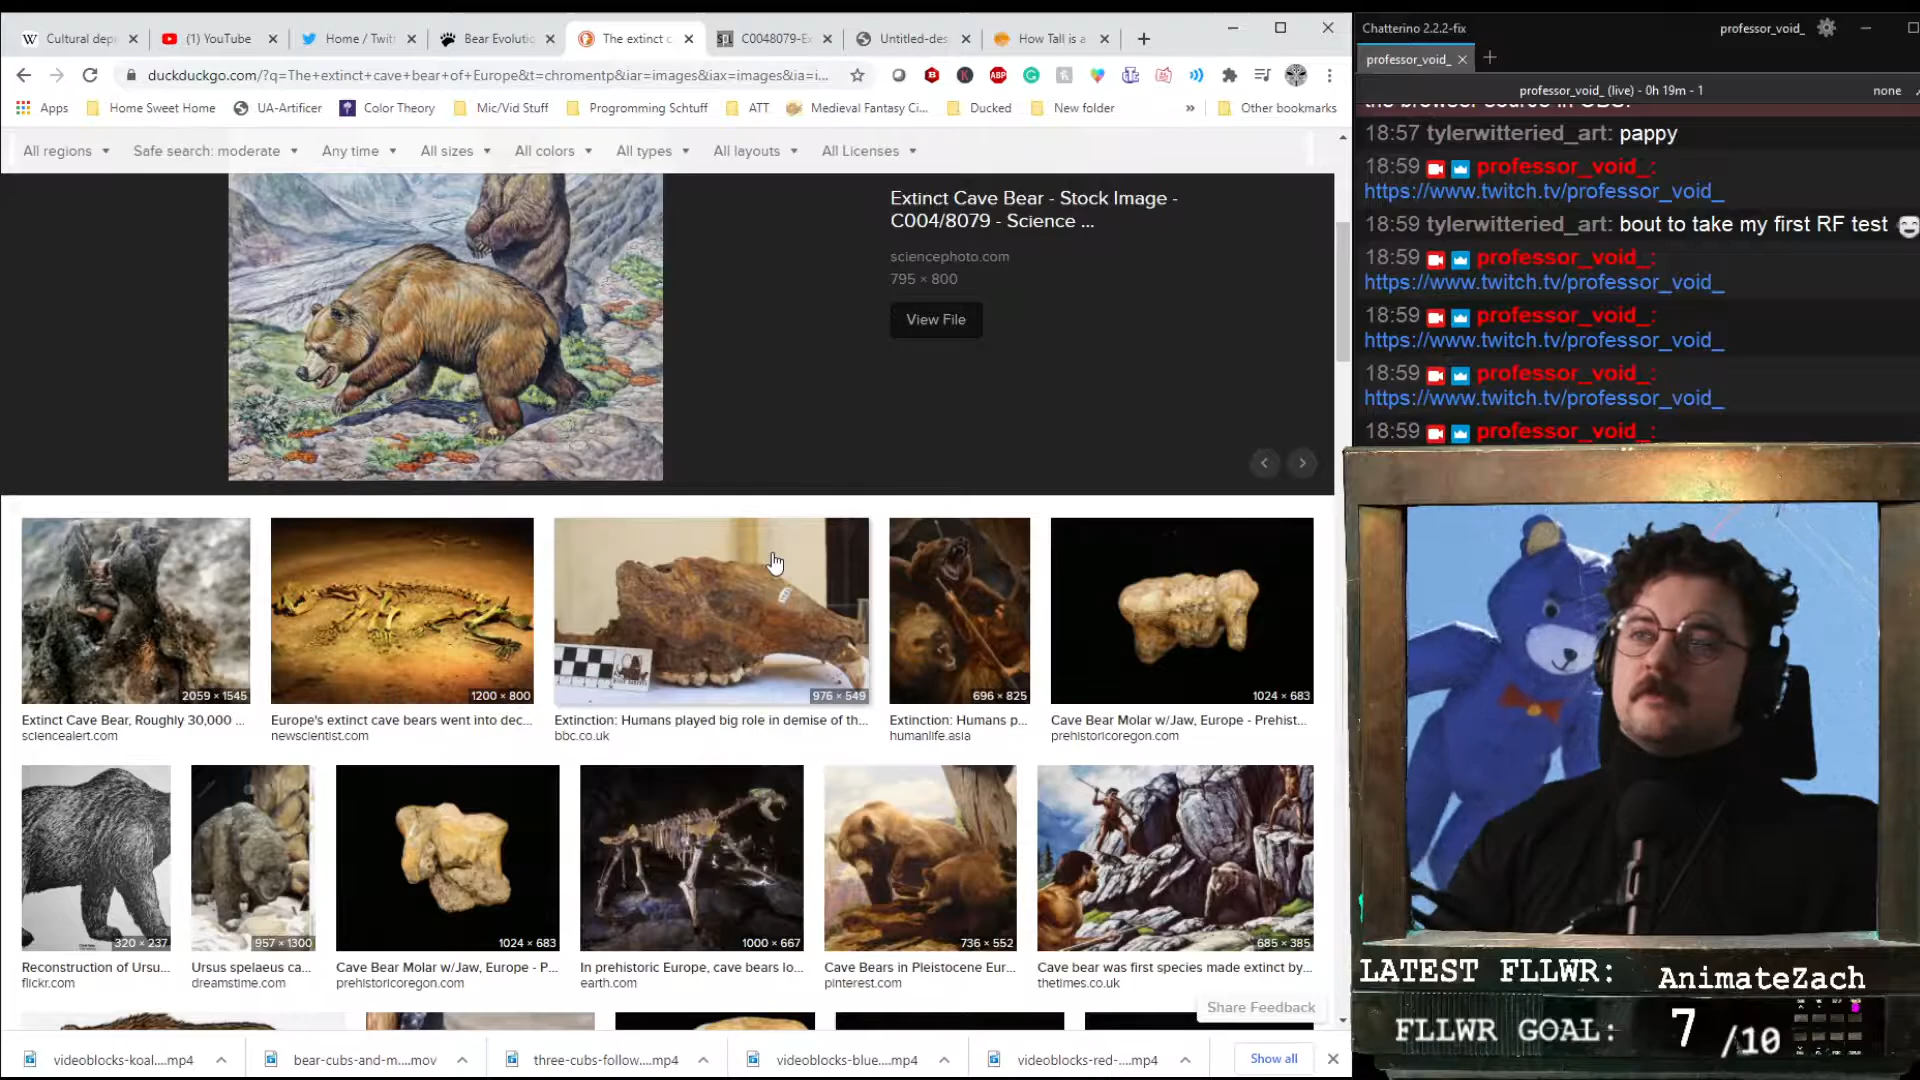 Cultural dep
(1) YouTube
Home / Twit
Bear Evolutic
The extinct c
C0048079-E
Untitled-des
How Tall is a
duckduckgo.com/?q=The+extinct+cave+bear+of+Europe&t=chromentp&iar=images&iax=images&ia=i...
Apps
Home Sweet Home
UA-Artificer
Color Theory
Mic/Vid Stuff
Programming Schtuff
ATT
Medieval Fantasy Ci...
Ducked
New folder
Other bookmarks
All regions
Safe search: moderate
Any time
All sizes
All colors
All types
All layouts
All Licenses
Extinct Cave Bear - Stock Image -
C004/8079 - Science ...
sciencephoto.com
795 × 800
View File
2059 × 1545
1200 × 800
976 × 549
696 × 825
1024 × 683
Extinct Cave Bear, Roughly 30,000 ...
sciencealert.com
Europe's extinct cave bears went into dec...
newscientist.com
Extinction: Humans played big role in demise of th...
bbc.co.uk
Extinction: Humans p...
humanlife.asia
Cave Bear Molar w/Jaw, Europe - Prehist...
prehistoricoregon.com
320 × 237
957 × 1300
1024 × 683
1000 × 667
736 × 552
685 × 385
Reconstruction of Ursu...
flickr.com
Ursus spelaeus ca...
dreamstime.com
Cave Bear Molar w/Jaw, Europe - P...
prehistoricoregon.com
In prehistoric Europe, cave bears lo...
earth.com
Cave Bears in Pleistocene Eur...
pinterest.com
Cave bear was first species made extinct by...
thetimes.co.uk
Share Feedback
videoblocks-koal....mp4
bear-cubs-and-m....mov
three-cubs-follow....mp4
videoblocks-blue....mp4
videoblocks-red-....mp4
Show all
Chatterino 2.2.2-fix
professor_void_
professor_void_
professor_void_ (live) - 0h 19m - 1
none
the browser source in OBS.
18:57 tylerwitteried_art: pappy
18:59 professor_void_:
https://www.twitch.tv/professor_void_
18:59 tylerwitteried_art: bout to take my first RF test
18:59 professor_void_:
https://www.twitch.tv/professor_void_
18:59 professor_void_:
https://www.twitch.tv/professor_void_
18:59 professor_void_:
https://www.twitch.tv/professor_void_
18:59 professor_void_:
LATEST FLLWR: AnimateZach
FLLWR GOAL: 7 /10